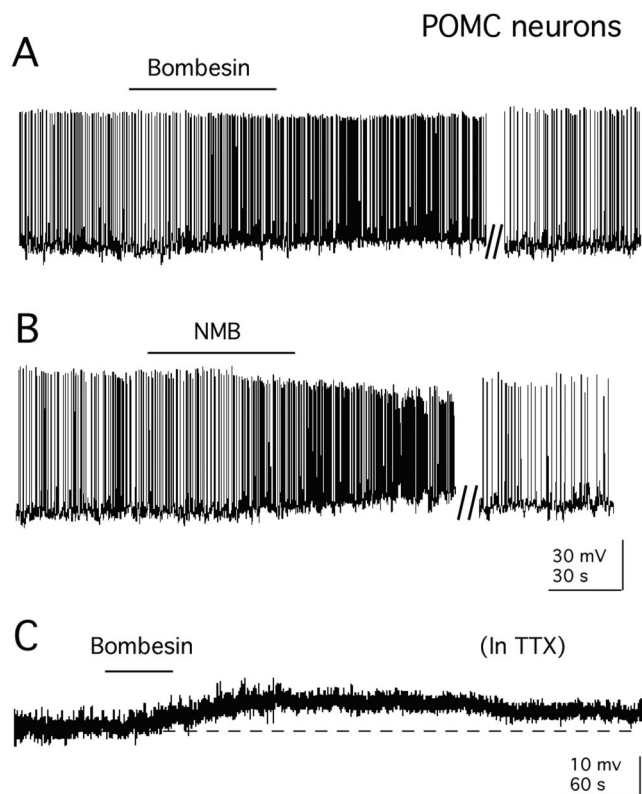 POMC neurons
A
Bombesin
B
NMB
30 mV
30 s
C
Bombesin
(In TTX)
10 mv
60 s